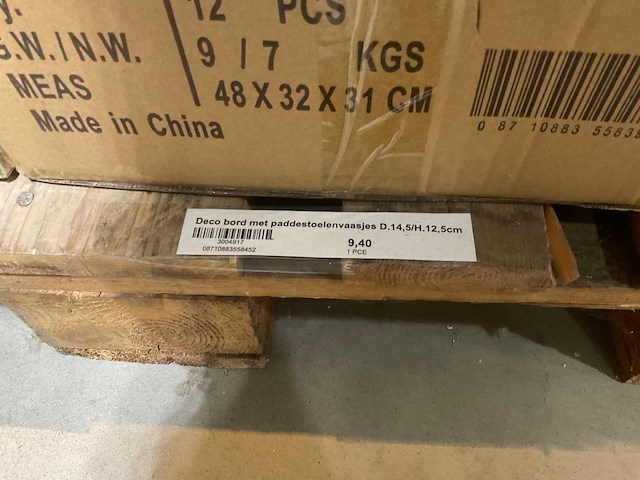 12 PCS
G.W./N.W. 9 / 7 KGS
MEAS 48 X 32 X 31 CM
Made in China
0 87 10883 55835
Deco bord met paddestoelenvaasjes D.14,5/H.12,5cm
3004917 9,40
08710883558452 1 PCE